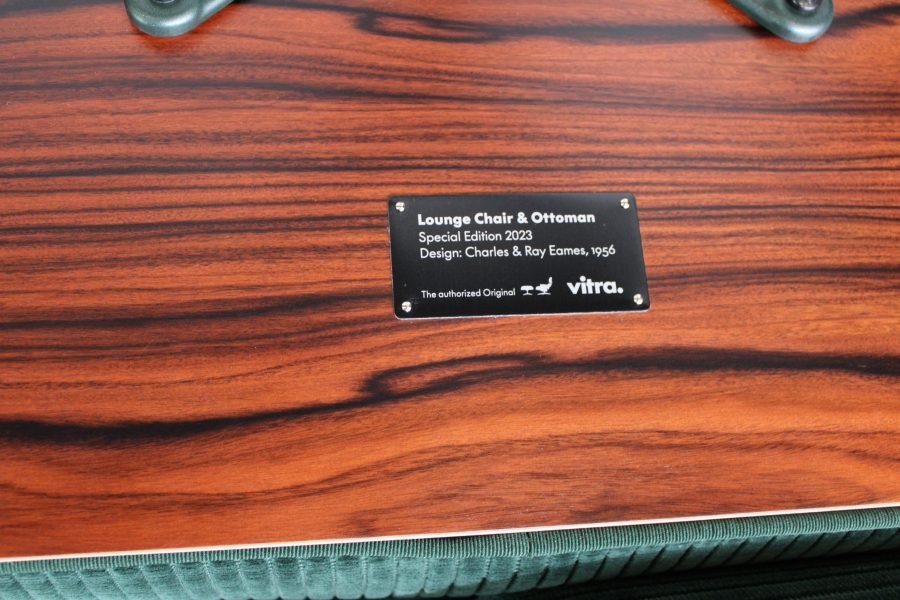 Lounge Chair & Ottoman
Special Edition 2023
Design: Charles & Ray Eames, 1956
The authorized Original vitra.